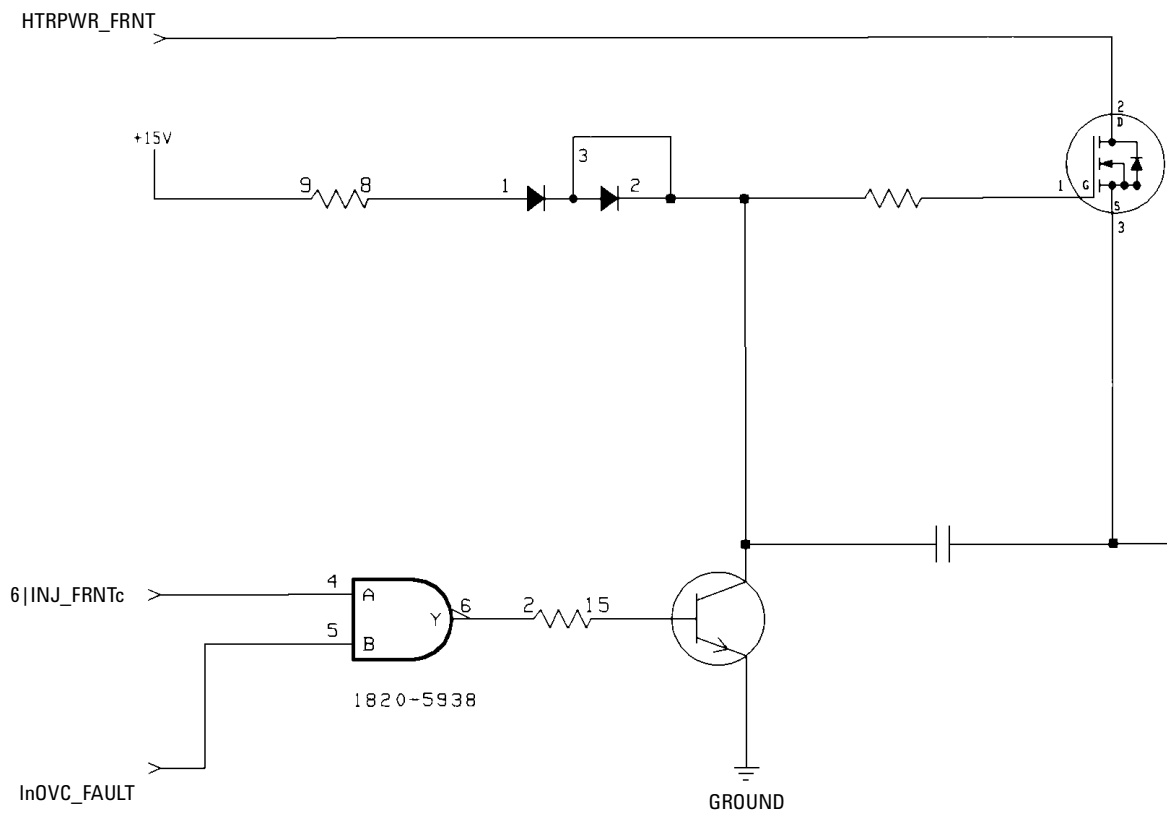 HTRPWR_FRNT
2
D
+15V
3
9 8 1 2 1 G
S
3
4
6|INJ_FRNTc A
Y 6 2 15
5
B
1820-5938
InOVC_FAULT
GROUND